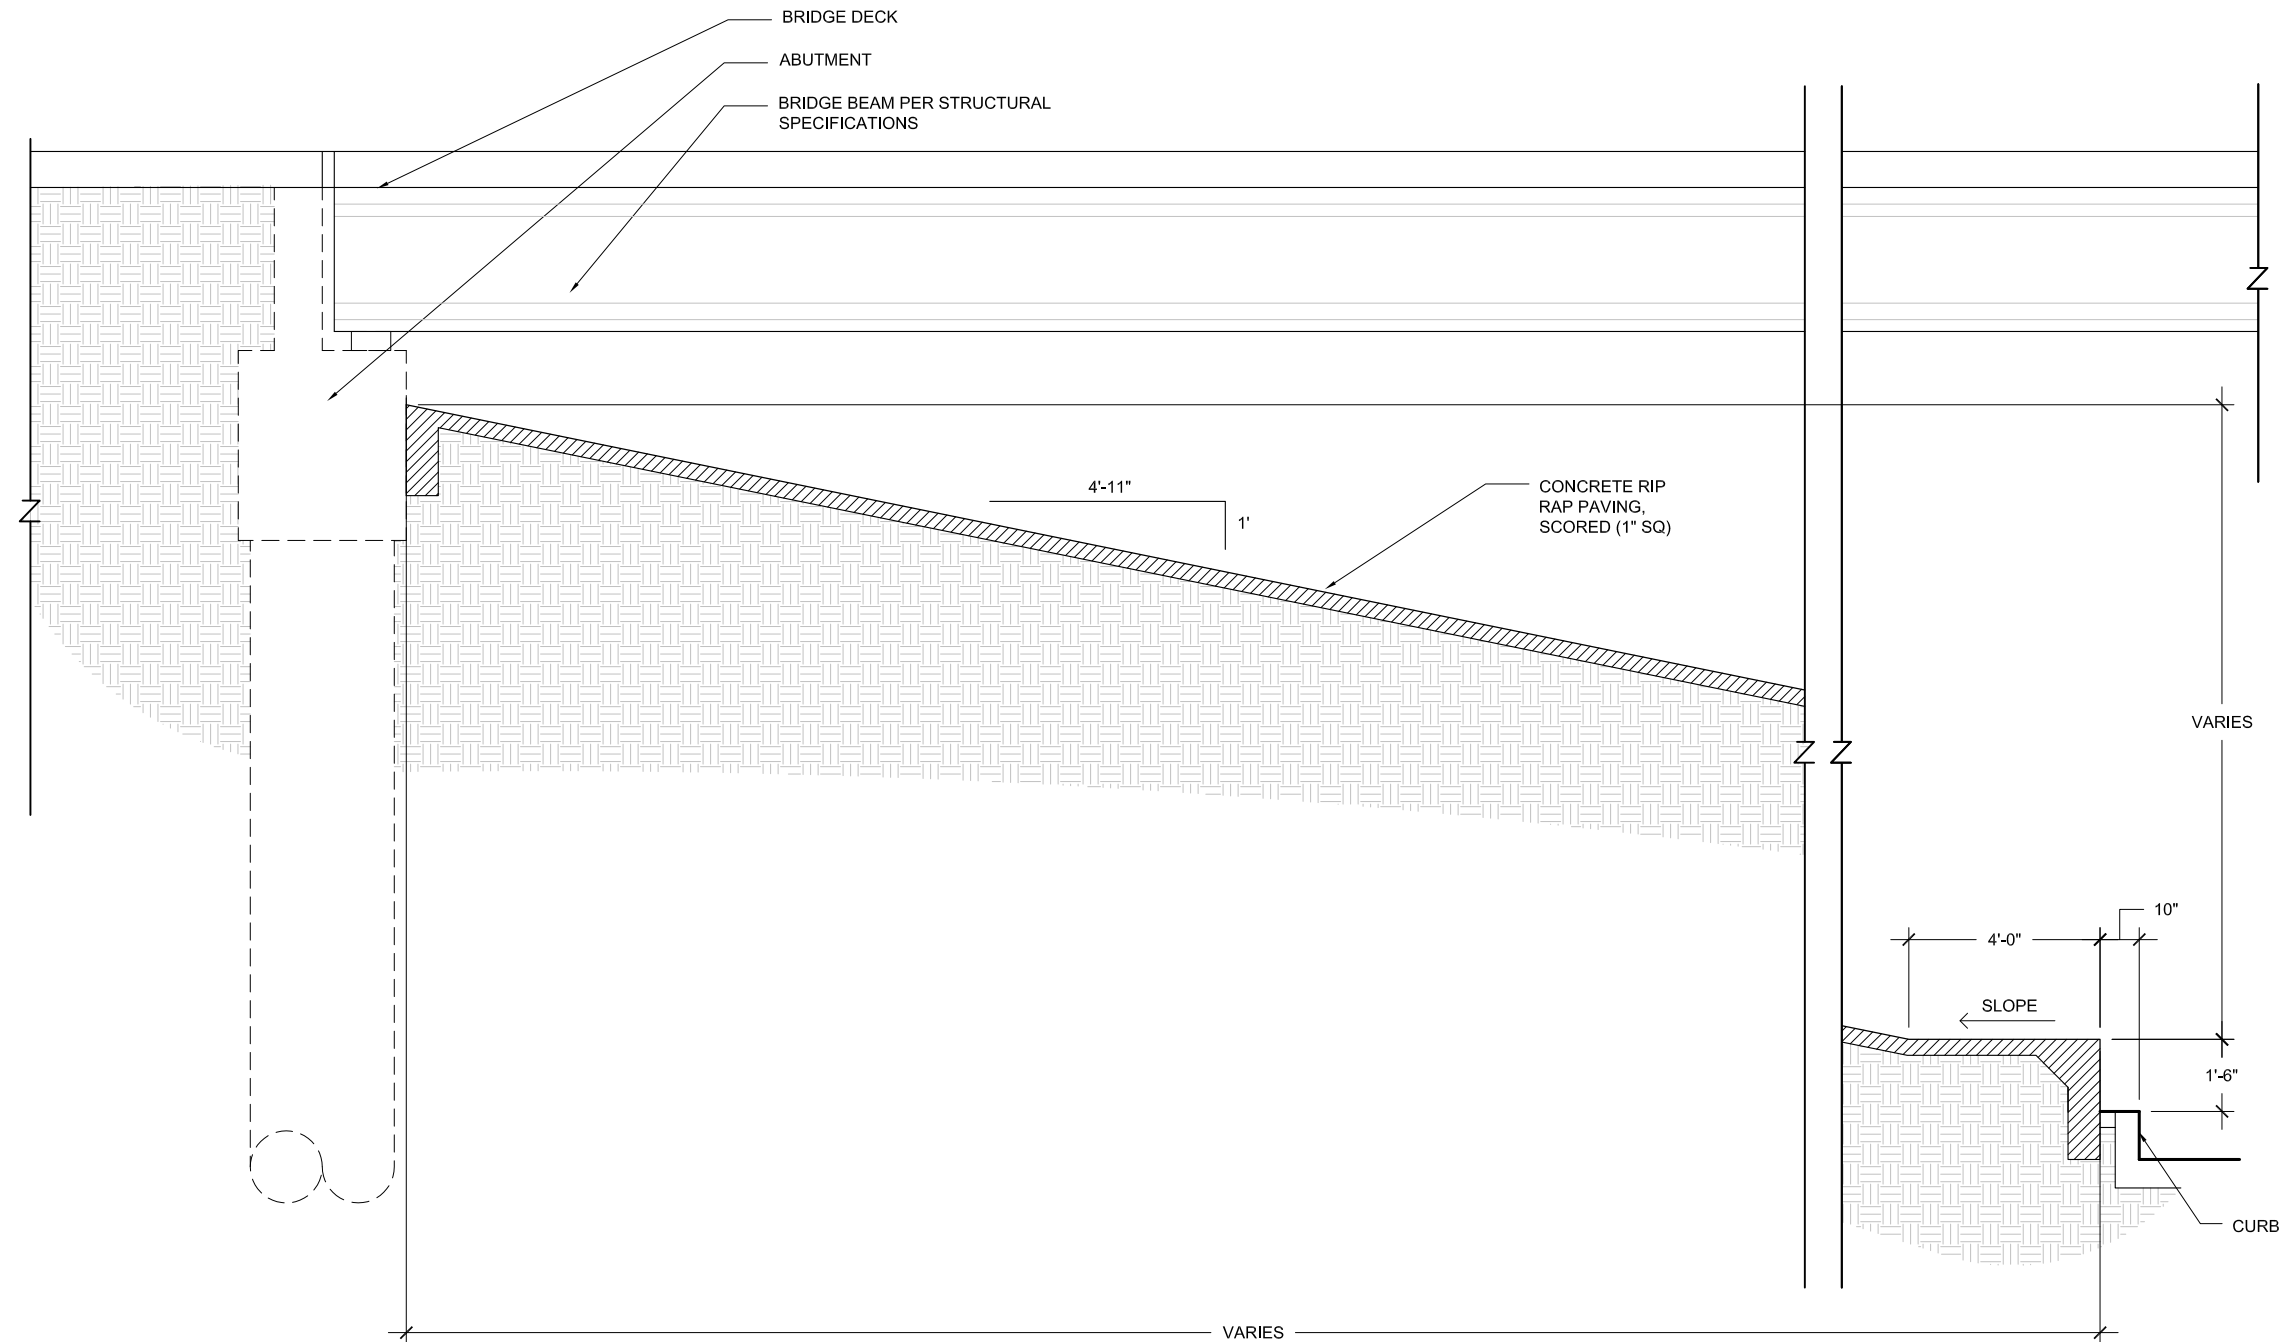 BRIDGE DECK
ABUTMENT
BRIDGE BEAM PER STRUCTURAL
SPECIFICATIONS
4'-11"
1'
CONCRETE RIP
RAP PAVING,
SCORED (1" SQ)
VARIES
10"
4'-0"
SLOPE
1'-6"
CURB
VARIES